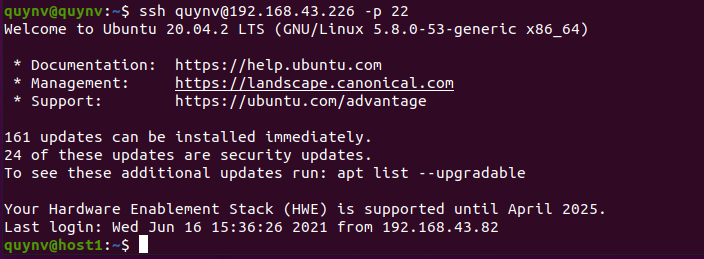 quynv@quynv:~$ ssh quynv@192.168.43.226 -p 22
Welcome to Ubuntu 20.04.2 LTS (GNU/Linux 5.8.0-53-generic x86_64)
* Documentation:  https://help.ubuntu.com
* Management:     https://landscape.canonical.com
* Support:        https://ubuntu.com/advantage
161 updates can be installed immediately.
24 of these updates are security updates.
To see these additional updates run: apt list --upgradable
Your Hardware Enablement Stack (HWE) is supported until April 2025.
Last login: Wed Jun 16 15:36:26 2021 from 192.168.43.82
quynv@host1:~$